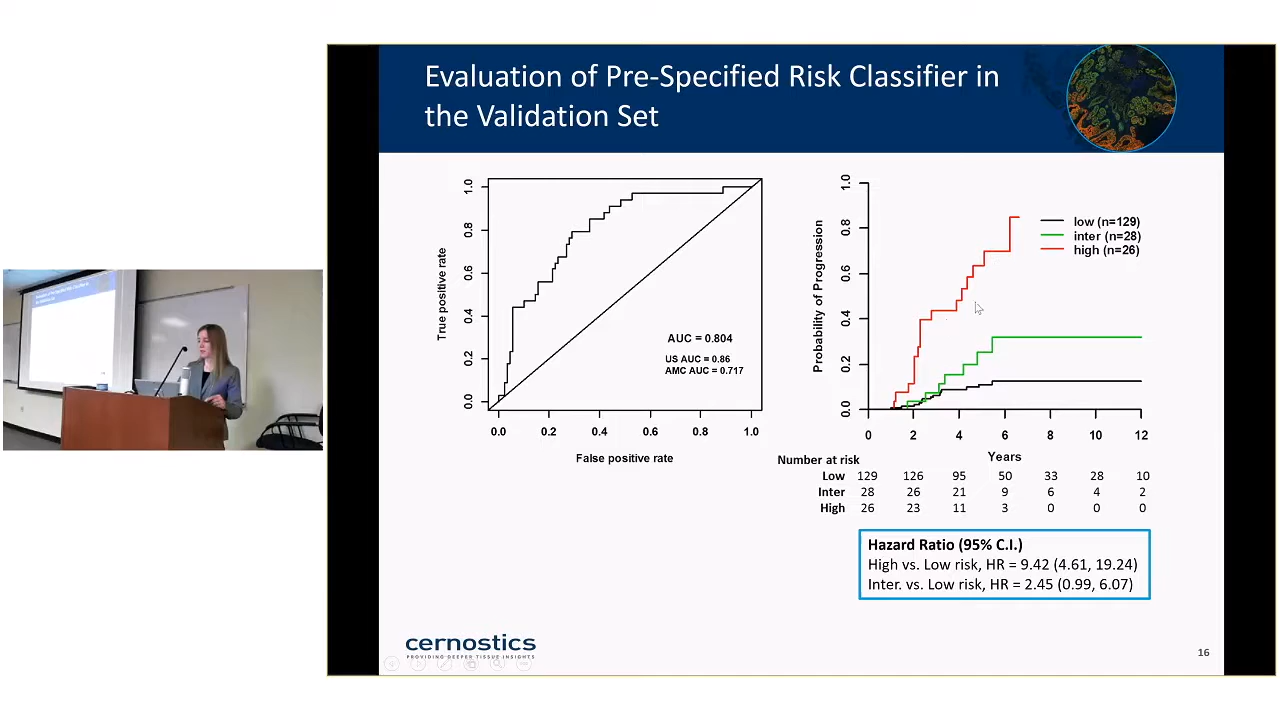 Evaluation of Pre-Specified Risk Classifier in
the Validation Set
True positive rate
1.0
0.8
0.6
0.4
0.2
0.0
AUC = 0.804
US AUC = 0.86
AMC AUC = 0.717
0.0 0.2 0.4 0.6 0.8 1.0
False positive rate
Probability of Progression
1.0
0.8
0.6
0.4
0.2
0.0
low (n=129)
inter (n=28)
high (n=26)
0 2 4 6 8 10 12
Years
Number at risk
Low 129 126 95 50 33 28 10
Inter 28 26 21 9 6 4 2
High 26 23 11 3 0 0 0
Hazard Ratio (95% C.I.)
High vs. Low risk, HR = 9.42 (4.61, 19.24)
Inter. vs. Low risk, HR = 2.45 (0.99, 6.07)
cernostics
PROVIDING DEEPER TISSUE INSIGHTS
16